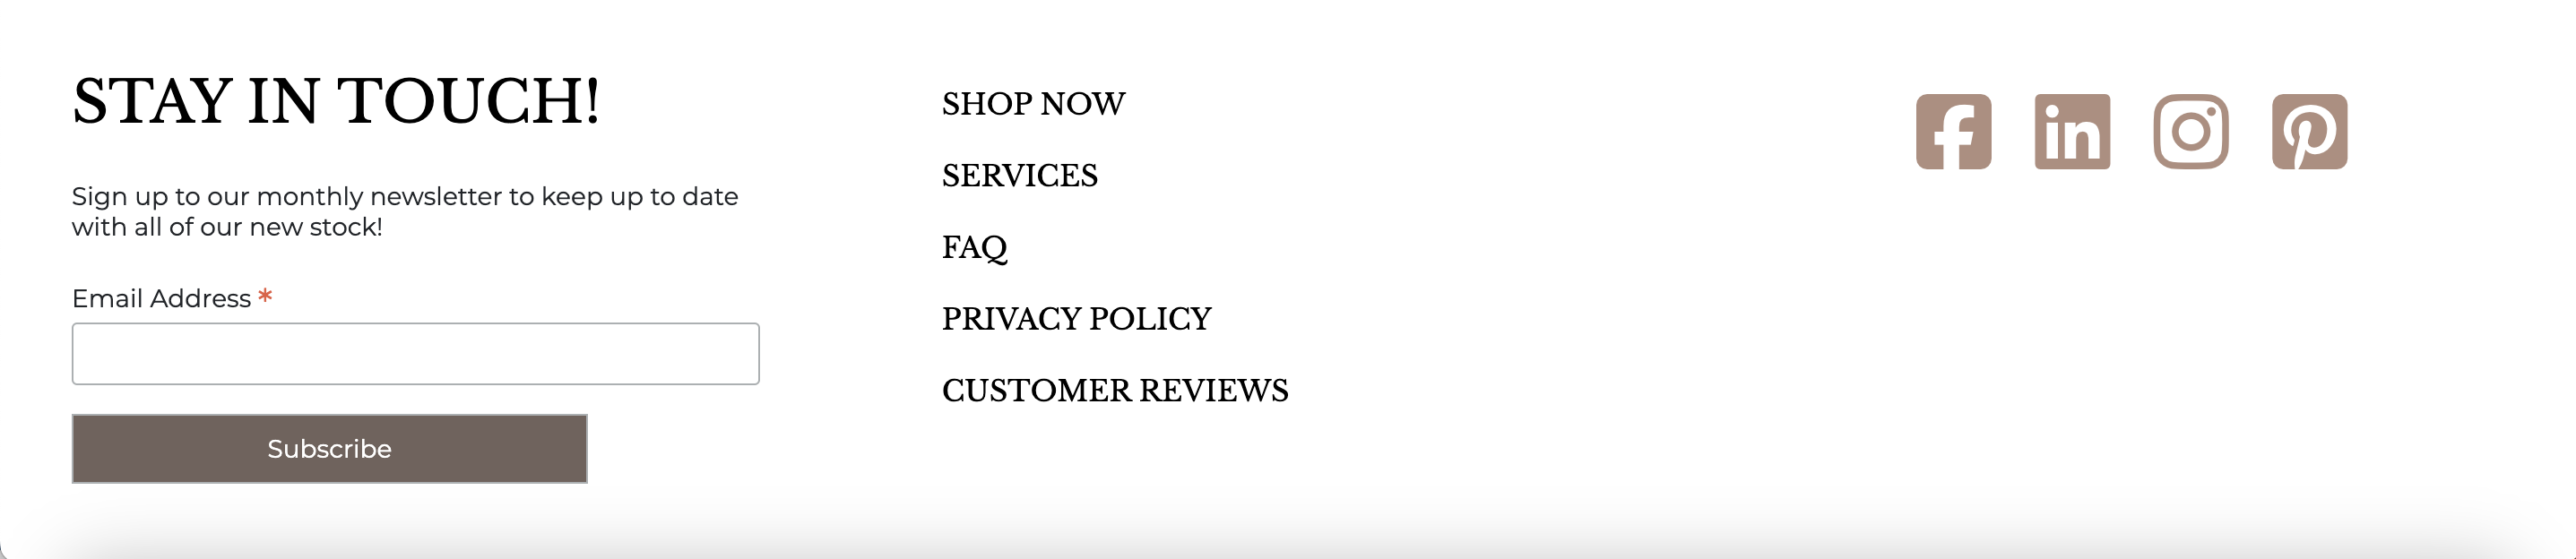 STAY IN TOUCH!
Sign up to our monthly newsletter to keep up to date
with all of our new stock!
Email Address *
Subscribe
SHOP NOW
SERVICES
FAQ
PRIVACY POLICY
CUSTOMER REVIEWS